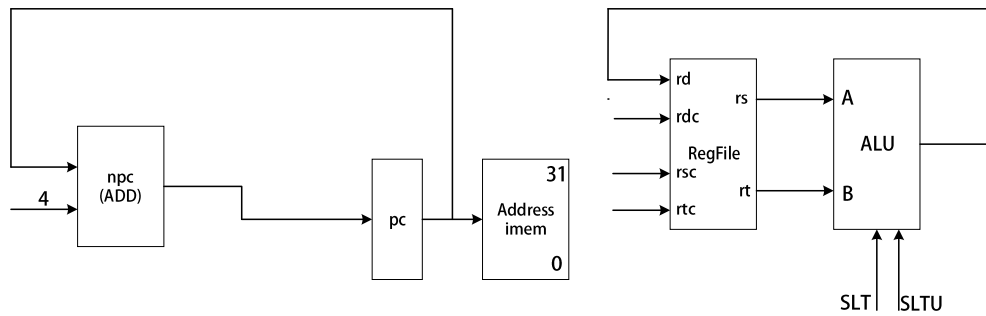 4
npc
(ADD)
pc
31
Address
imem
0
rd
rdc
rsc
rtc
rs
rt
RegFile
A
B
ALU
SLT
SLTU